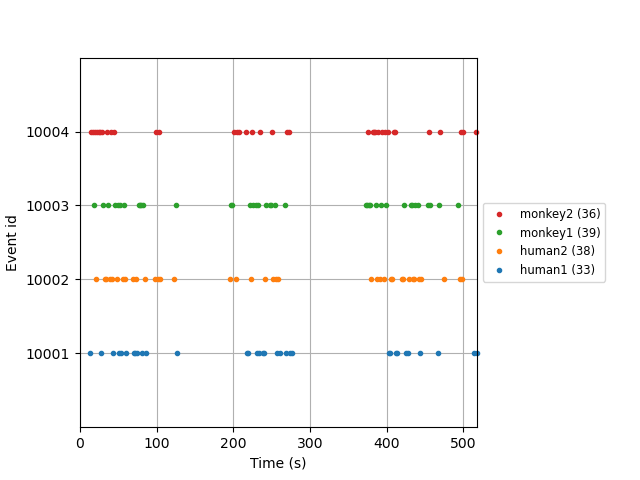 10004
10003
10002
10001
Event id
0 100 200 300 400 500
Time (s)
monkey2 (36)
monkey1 (39)
human2 (38)
human1 (33)